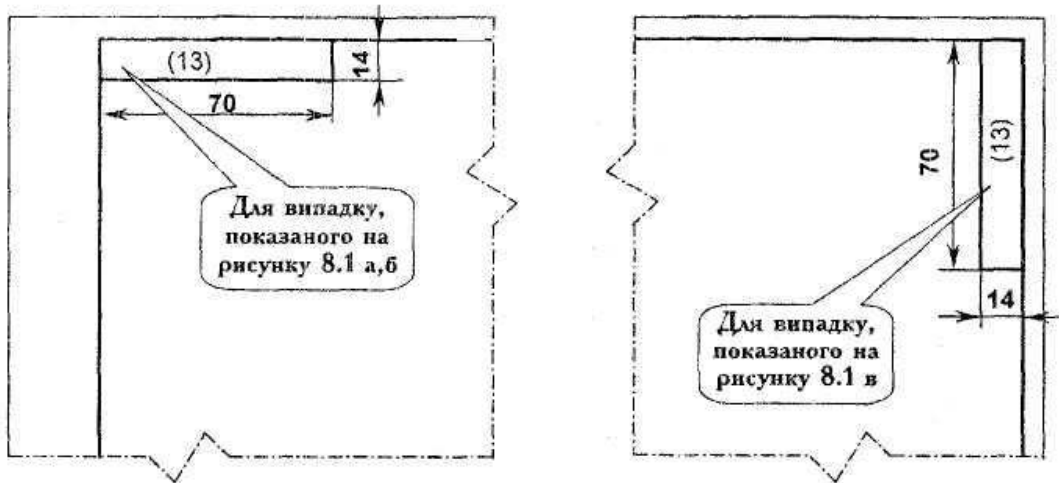 (13)
14
70
Для випадку,
показаного на
рисунку 8.1 а,б
70
(13)
14
Для випадку,
показаного на
рисунку 8.1 в